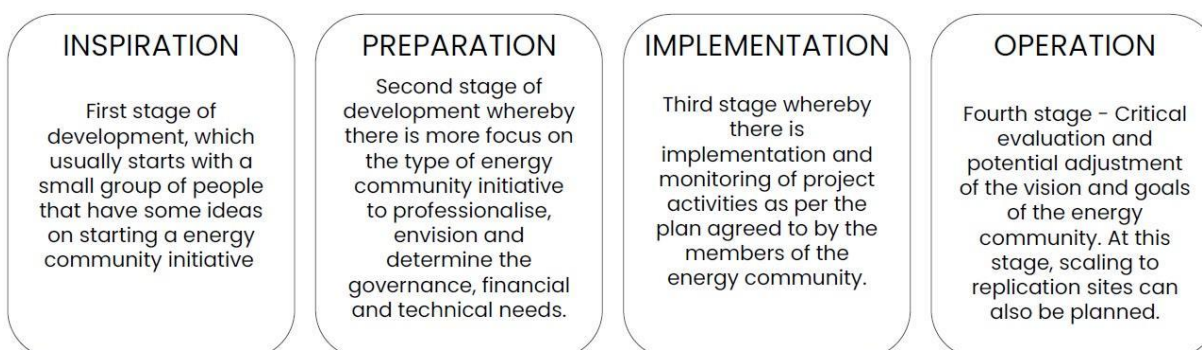 INSPIRATION
First stage of
development, which
usually starts with a
small group of people
that have some ideas
on starting a energy
community initiative
PREPARATION
Second stage of
development whereby
there is more focus on
the type of energy
community initiative
to professionalise,
envision and
determine the
governance, financial
and technical needs.
IMPLEMENTATION
Third stage whereby
there is
implementation and
monitoring of project
activities as per the
plan agreed to by the
members of the
energy community.
OPERATION
Fourth stage - Critical
evaluation and
potential adjustment
of the vision and goals
of the energy
community. At this
stage, scaling to
replication sites can
also be planned.